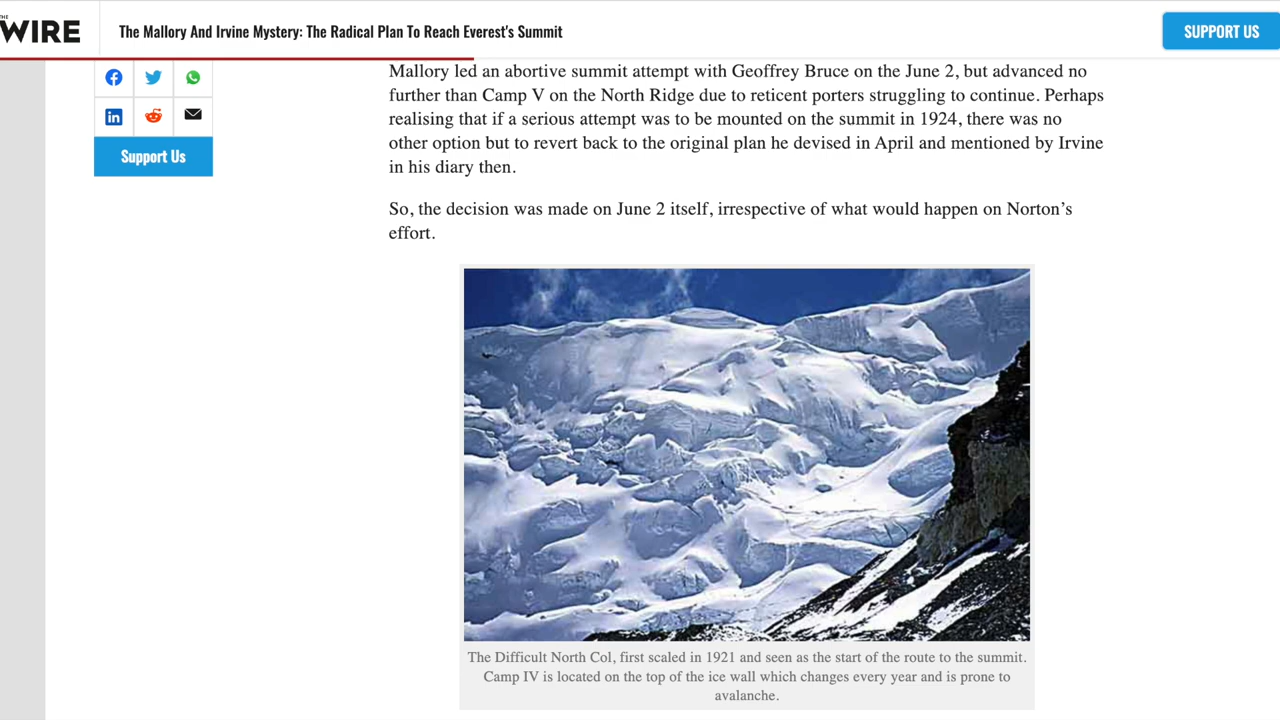 THE
WIRE
The Mallory And Irvine Mystery: The Radical Plan To Reach Everest's Summit
SUPPORT US
Support Us
Mallory led an abortive summit attempt with Geoffrey Bruce on the June 2, but advanced no
further than Camp V on the North Ridge due to reticent porters struggling to continue. Perhaps
realising that if a serious attempt was to be mounted on the summit in 1924, there was no
other option but to revert back to the original plan he devised in April and mentioned by Irvine
in his diary then.
So, the decision was made on June 2 itself, irrespective of what would happen on Norton’s
effort.
The Difficult North Col, first scaled in 1921 and seen as the start of the route to the summit.
Camp IV is located on the top of the ice wall which changes every year and is prone to
avalanche.